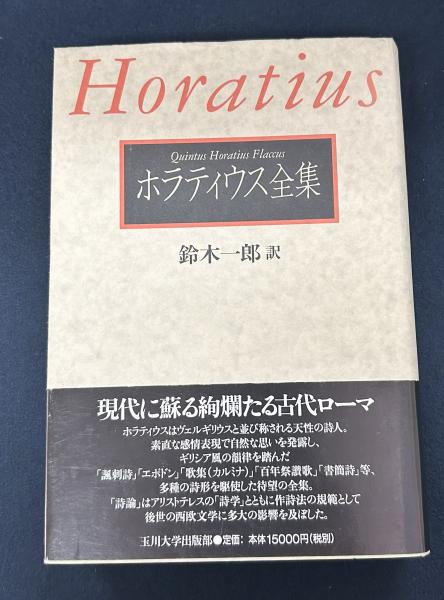 Horatius
Quintus Horatius Flaccus
ホラティウス全集
鈴木一郎 訳
現代に蘇る絢爛たる古代ローマ
ホラティウスはヴェルギリウスと並び称される天性の詩人。
素直な感情表現で自然な思いを発露し、
ギリシア風の韻律を踏んだ
「諷刺詩」「エポドン」「歌集(カルミナ)」「百年祭讃歌」「書簡詩」等、
多種の詩形を駆使した待望の全集。
「詩論」はアリストテレスの「詩学」とともに作詩法の規範として
後世の西欧文学に多大の影響を及ぼした。
玉川大学出版部●定価:本体15000円(税別)